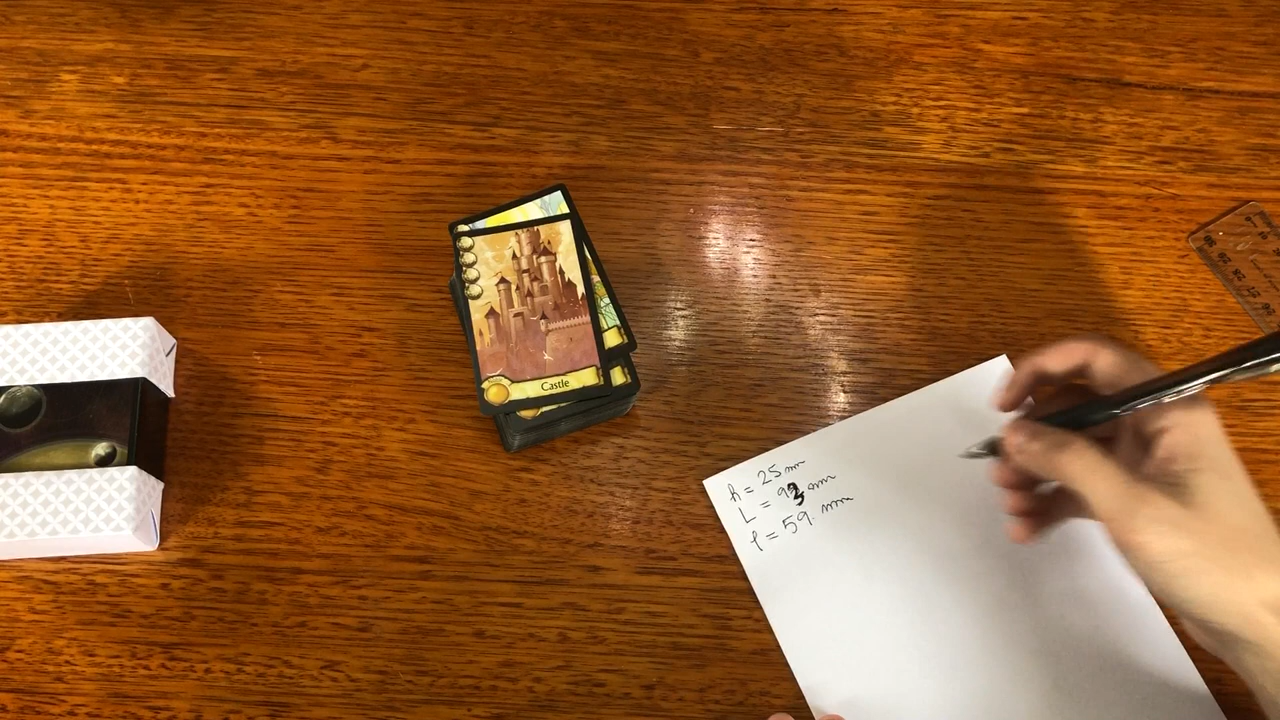 Castle
h = 25 mm
L = 93 mm
l = 59 mm